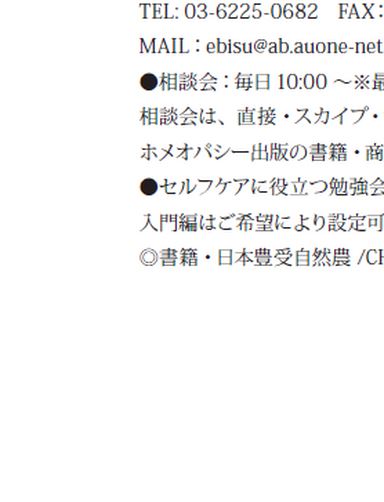 TEL: 03-6225-0682　FAX:
MAIL：ebisu@ab.auone-net
●相談会：毎日 10:00 ～※最
相談会は、直接・スカイプ・
ホメオパシー出版の書籍・商
●セルフケアに役立つ勉強会
入門編はご希望により設定可
◎書籍・日本豊受自然農 /CH